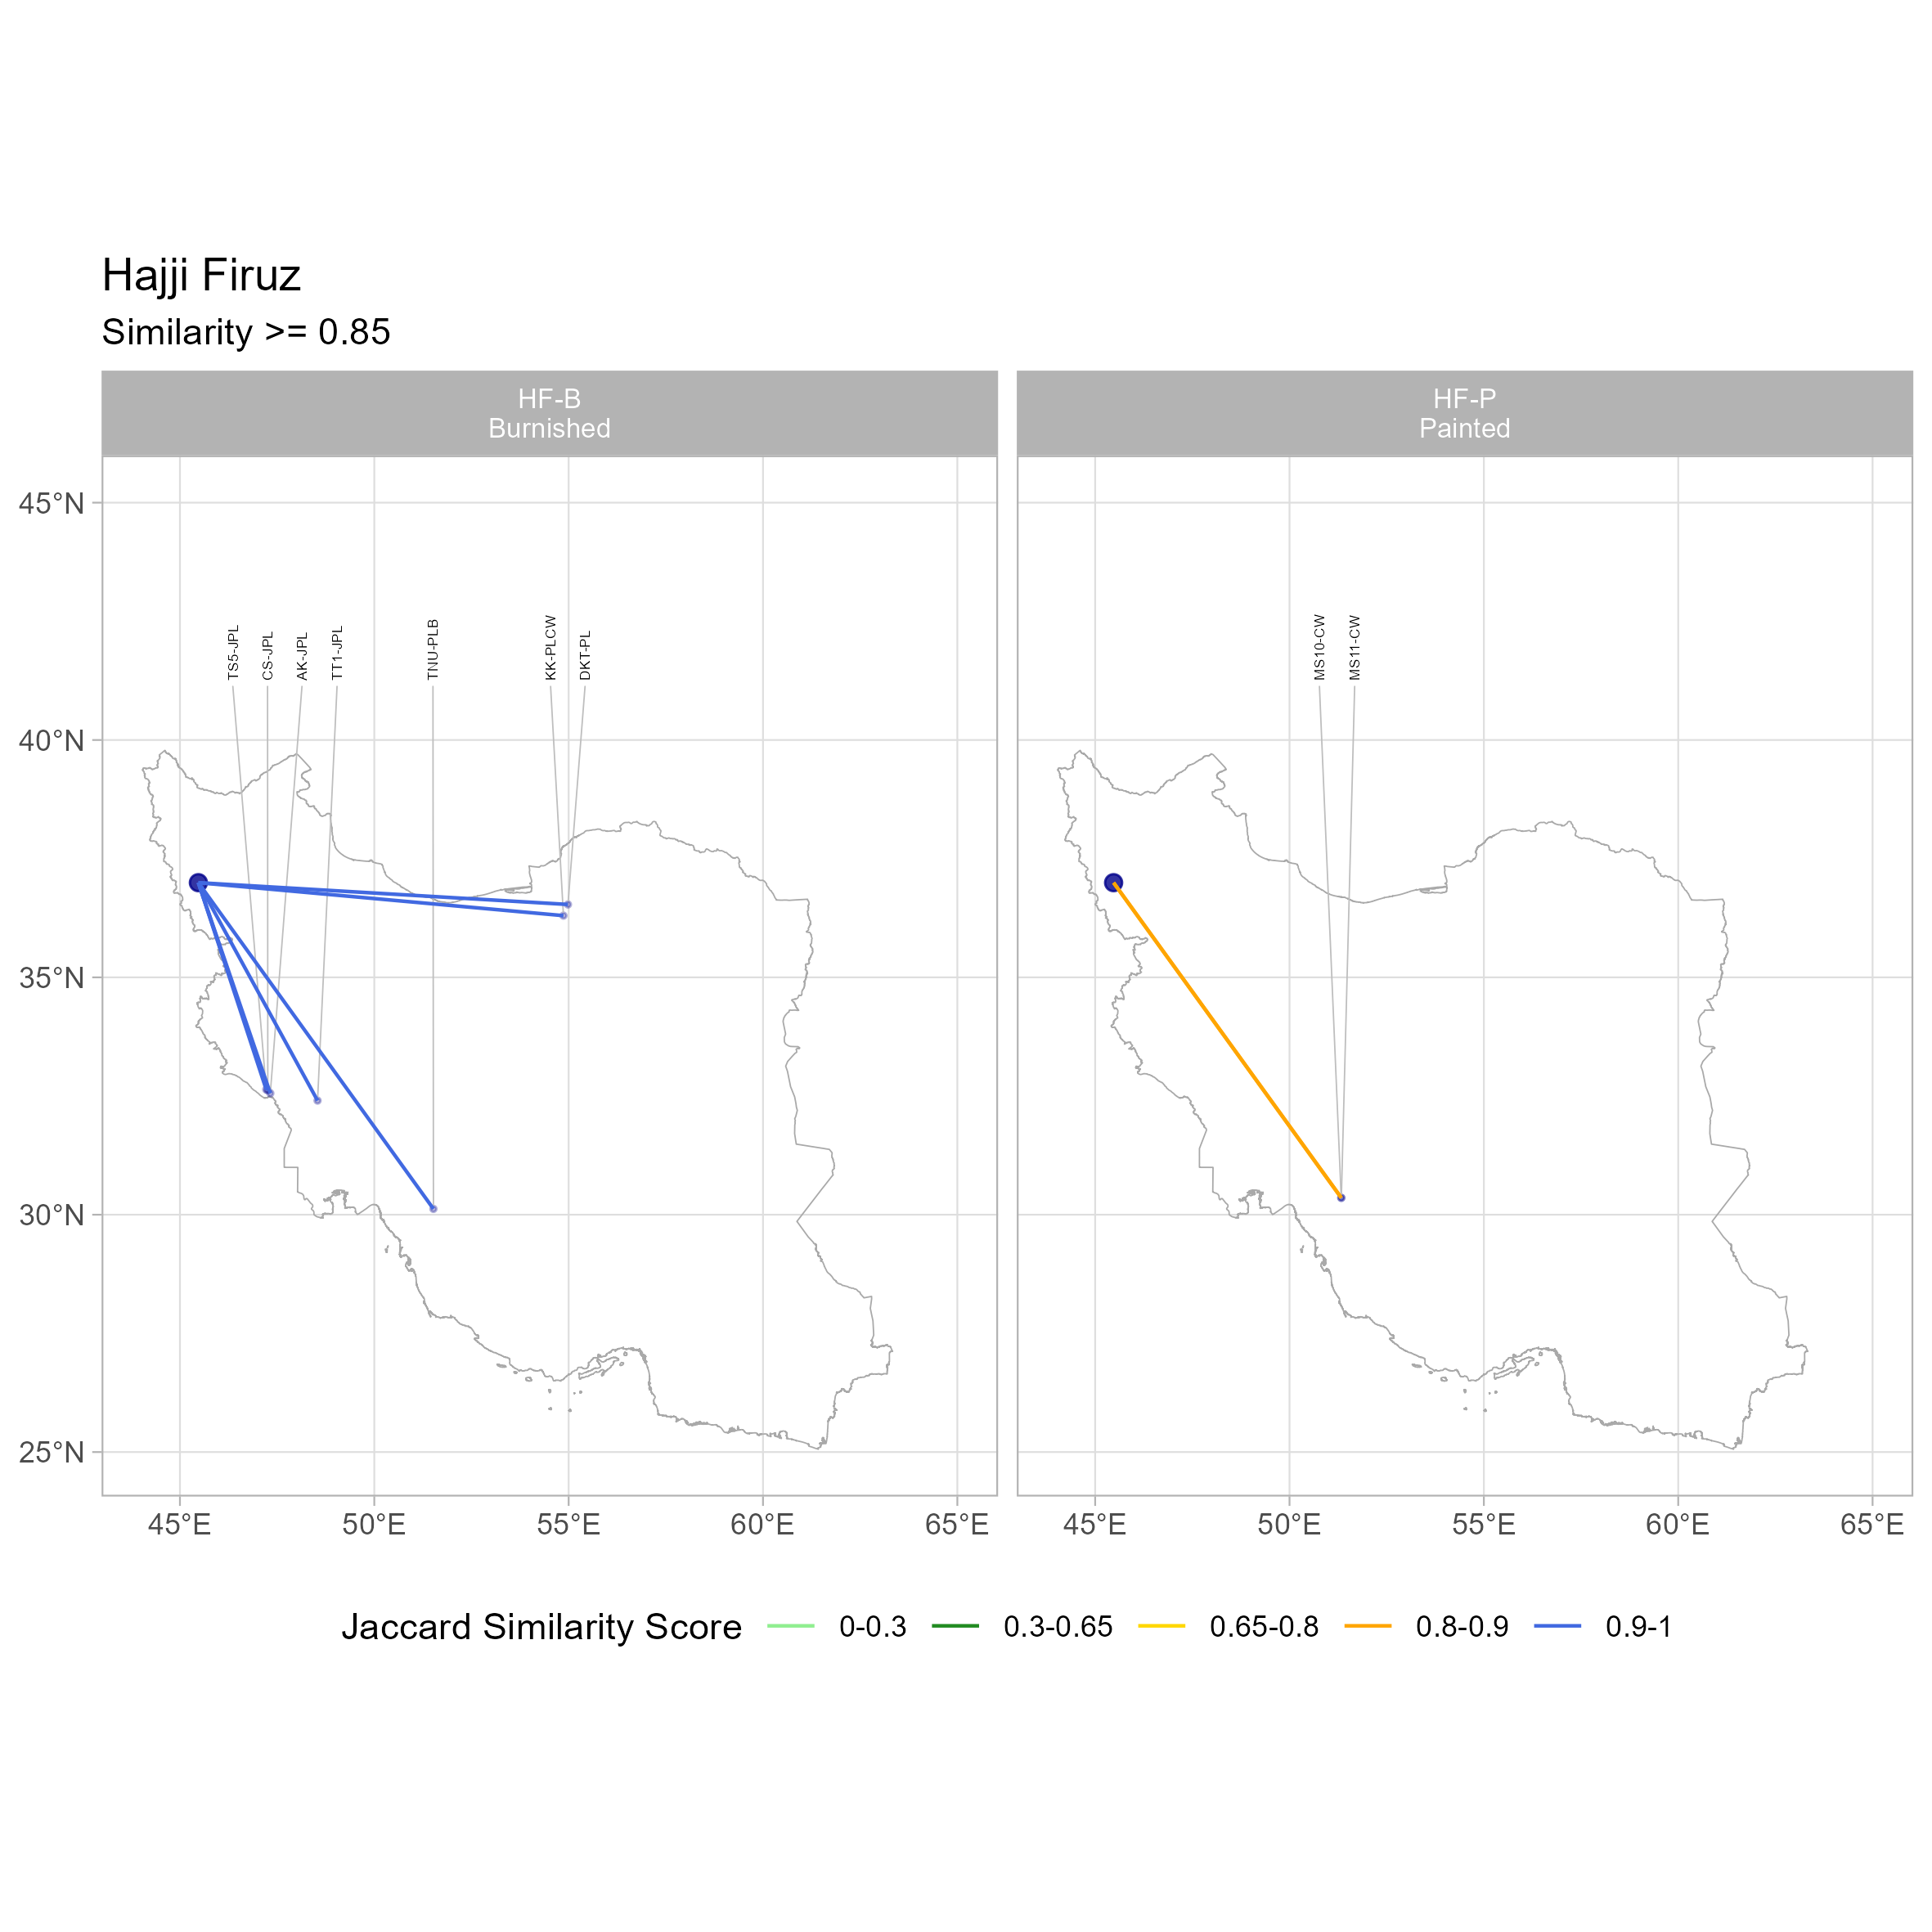 Hajji Firuz
Similarity >= 0.85
HF-B
Burnished
HF-P
Painted
45°N
40°N
35°N
30°N
25°N
TS5-JPL
CS-JPL
AK-JPL
TT1-JPL
TNU-PLB
KK-PLCW
DKT-PL
MS10-CW
MS11-CW
45°E 50°E 55°E 60°E 65°E
45°E 50°E 55°E 60°E 65°E
Jaccard Similarity Score 0-0.3 0.3-0.65 0.65-0.8 0.8-0.9 0.9-1